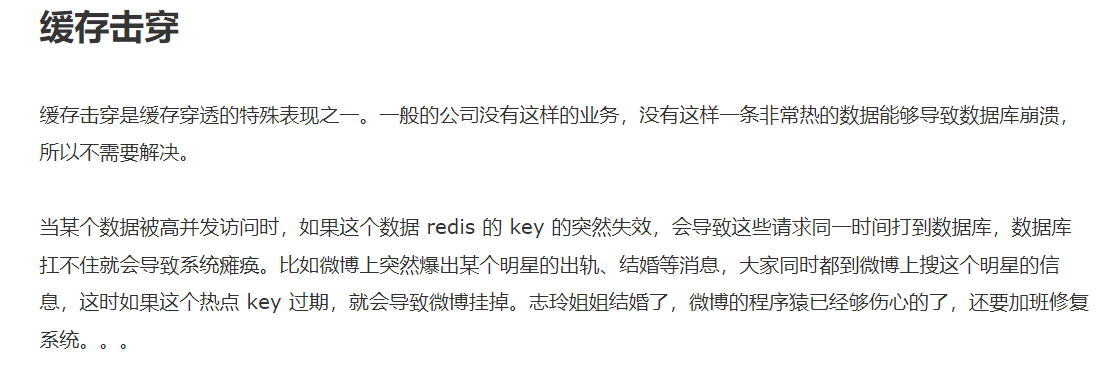 缓存击穿
缓存击穿是缓存穿透的特殊表现之一。一般的公司没有这样的业务，没有这样一条非常热的数据能够导致数据库崩溃，
所以不需要解决。
当某个数据被高并发访问时，如果这个数据 redis 的 key 的突然失效，会导致这些请求同一时间打到数据库，数据库
扛不住就会导致系统瘫痪。比如微博上突然爆出某个明星的出轨、结婚等消息，大家同时都到微博上搜这个明星的信
息，这时如果这个热点 key 过期，就会导致微博挂掉。志玲姐姐结婚了，微博的程序猿已经够伤心的了，还要加班修复
系统。。。